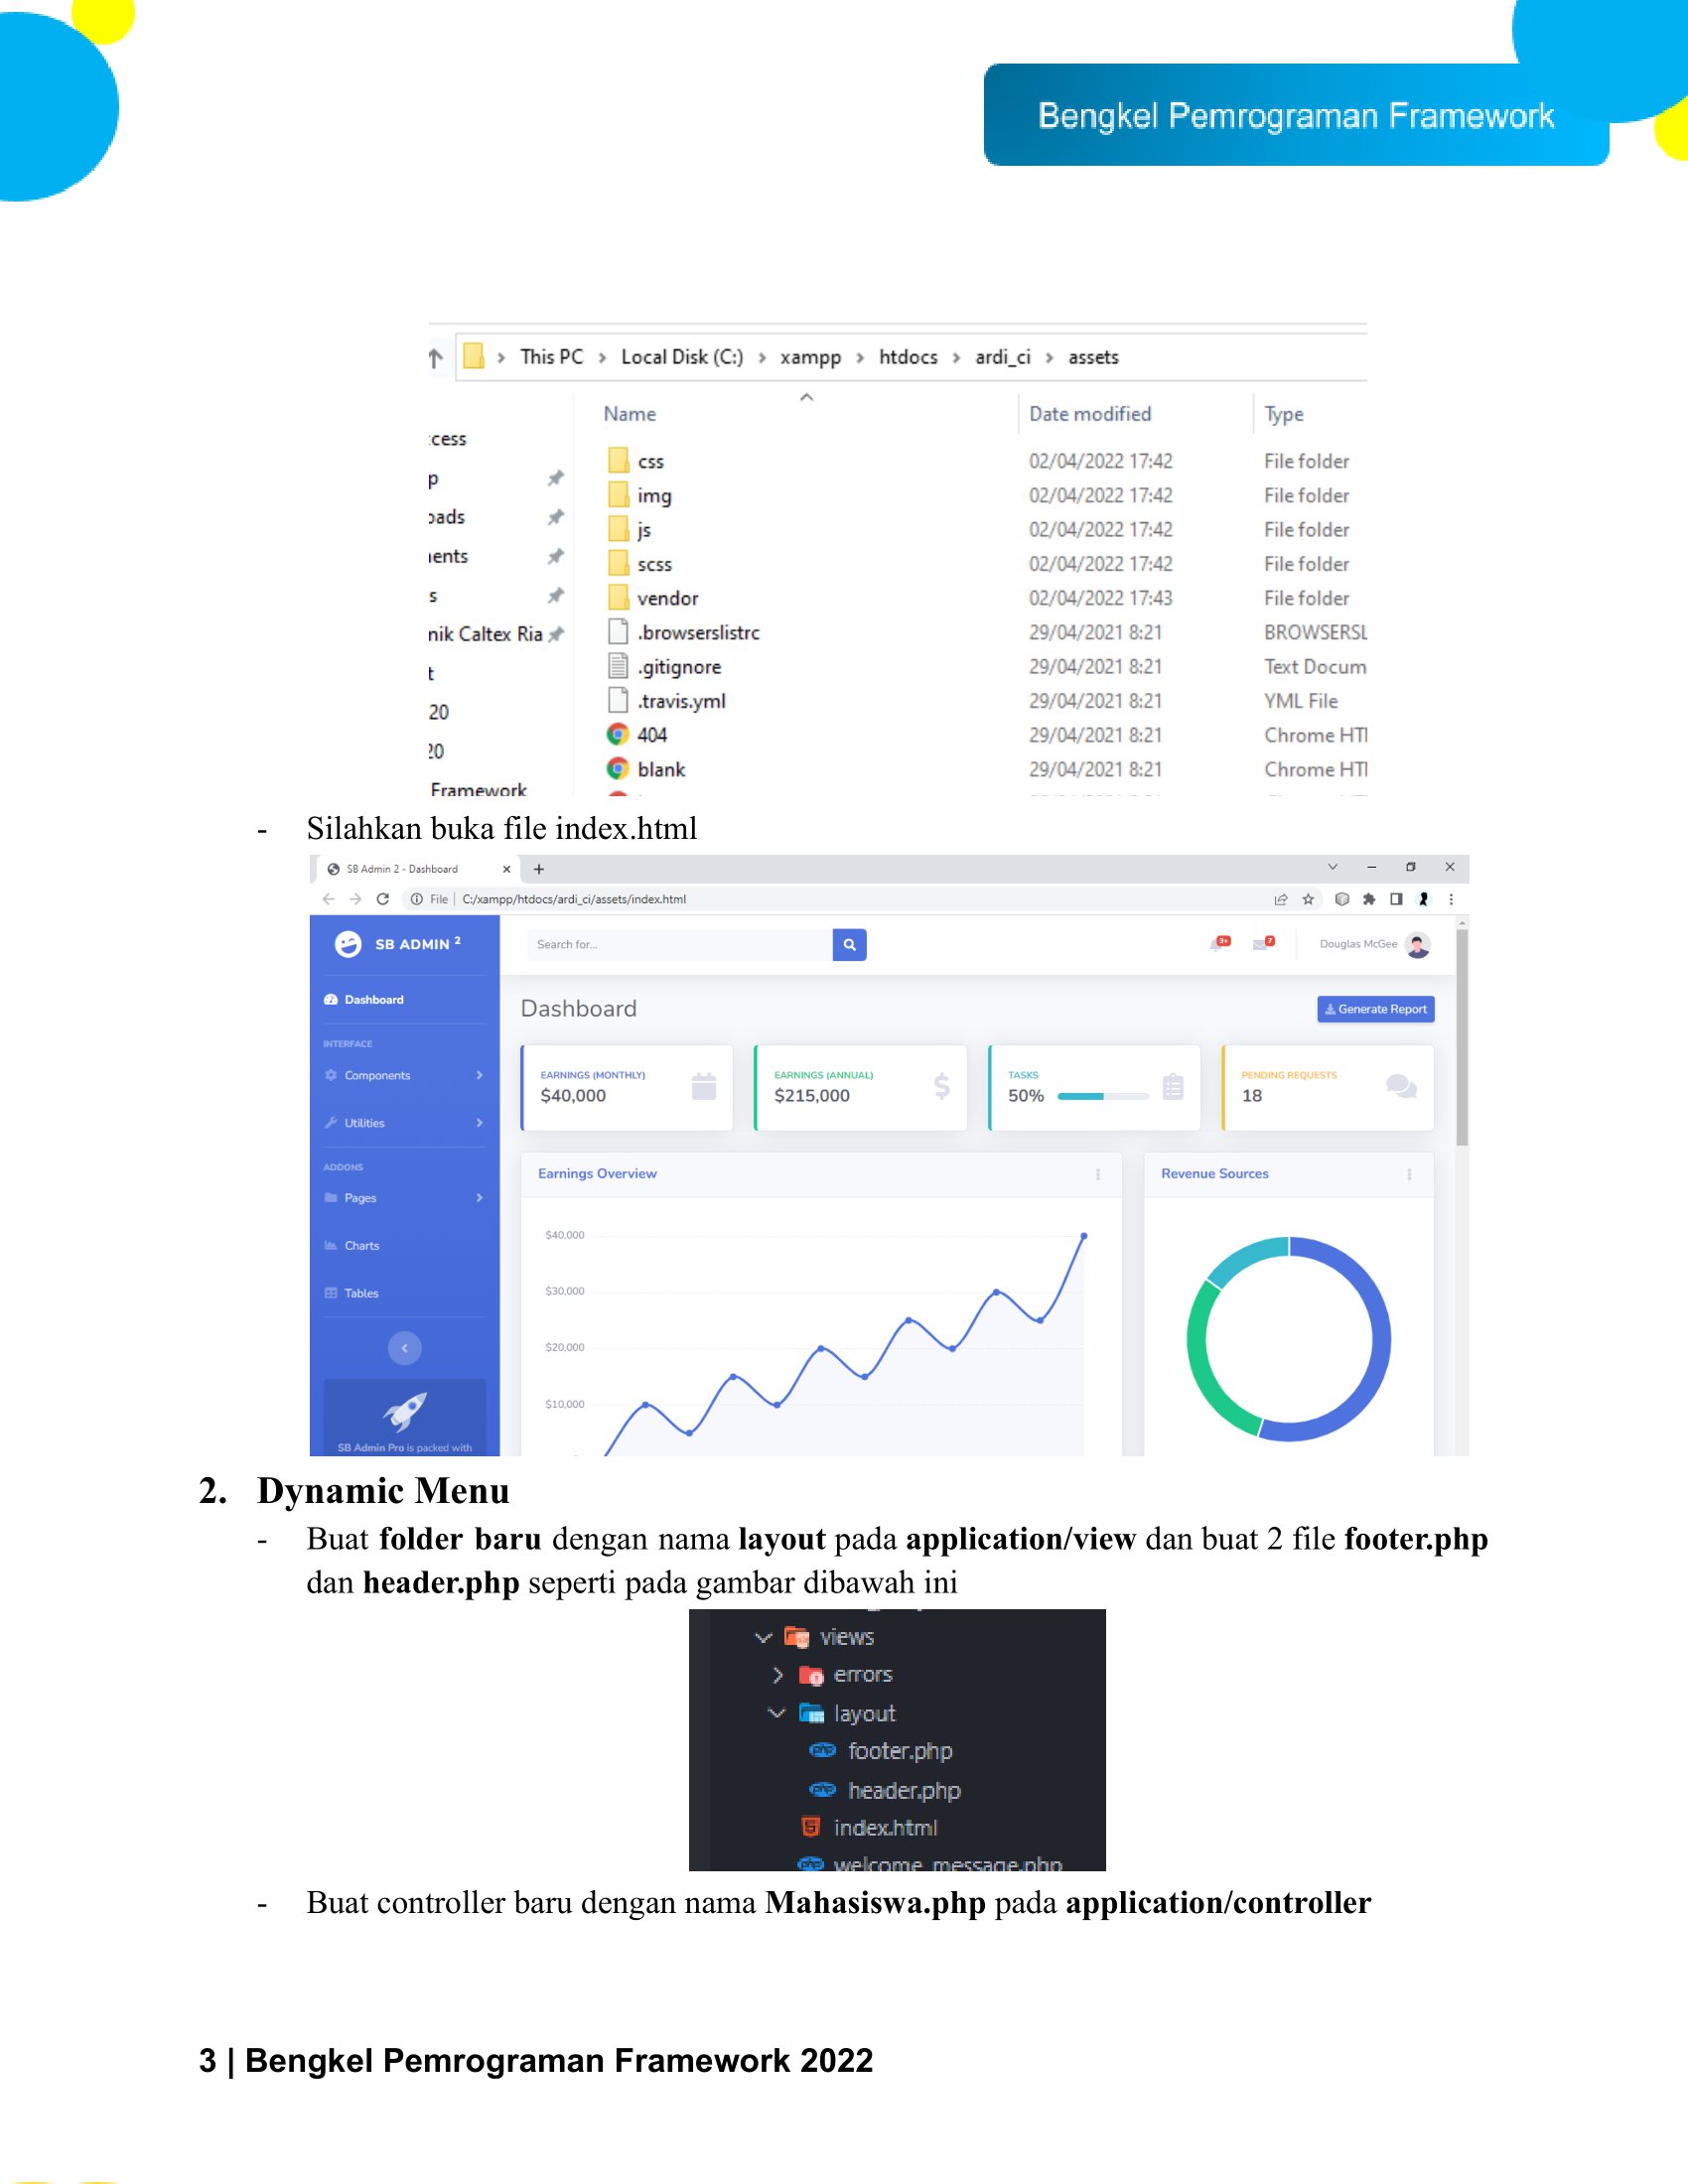 Bengkel Pemrograman Framework
This PC > Local Disk (C:) > xampp > htdocs > ardi_ci > assets
Name Date modified Type
css 02/04/2022 17:42 File folder
img 02/04/2022 17:42 File folder
js 02/04/2022 17:42 File folder
scss 02/04/2022 17:42 File folder
vendor 02/04/2022 17:43 File folder
nik Caltex Ria .browserslistrc 29/04/2021 8:21 BROWSERSL
.gitignore 29/04/2021 8:21 Text Docum
.travis.yml 29/04/2021 8:21 YML File
20 404 29/04/2021 8:21 Chrome HTI
20 blank 29/04/2021 8:21 Chrome HTI
Framework
- Silahkan buka file index.html
SB Admin 2 - Dashboard
File | C:/xampp/htdocs/ardi_ci/assets/index.html
SB ADMIN 2 Search for... 3+ 7 Douglas McGee
Dashboard
Dashboard Generate Report
INTERFACE
Components
Utilities
EARNINGS (MONTHLY) EARNINGS (ANNUAL) TASKS PENDING REQUESTS
$40,000 $215,000 50% 18
ADDONS
Pages
Charts
Tables
SB Admin Pro is packed with
Earnings Overview Revenue Sources
$40,000
$30,000
$20,000
$10,000
2. Dynamic Menu
- Buat folder baru dengan nama layout pada application/view dan buat 2 file footer.php
dan header.php seperti pada gambar dibawah ini
views
errors
layout
footer.php
header.php
index.html
welcome_message.php
- Buat controller baru dengan nama Mahasiswa.php pada application/controller
3 | Bengkel Pemrograman Framework 2022